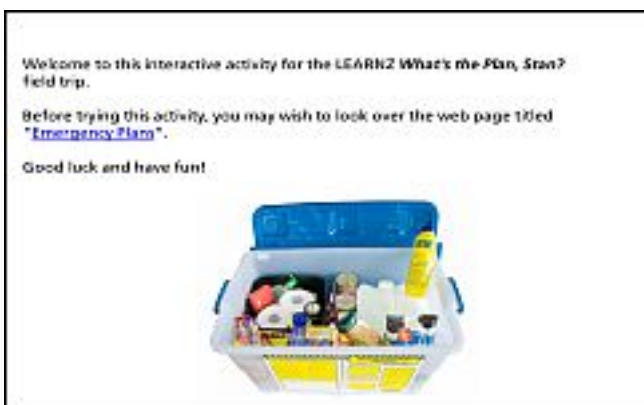 Welcome to this interactive activity for the LEARNZ What's the Plan, Stan?
field trip.
Before trying this activity, you may wish to look over the web page titled
"Emergency Plans".
Good luck and have fun!